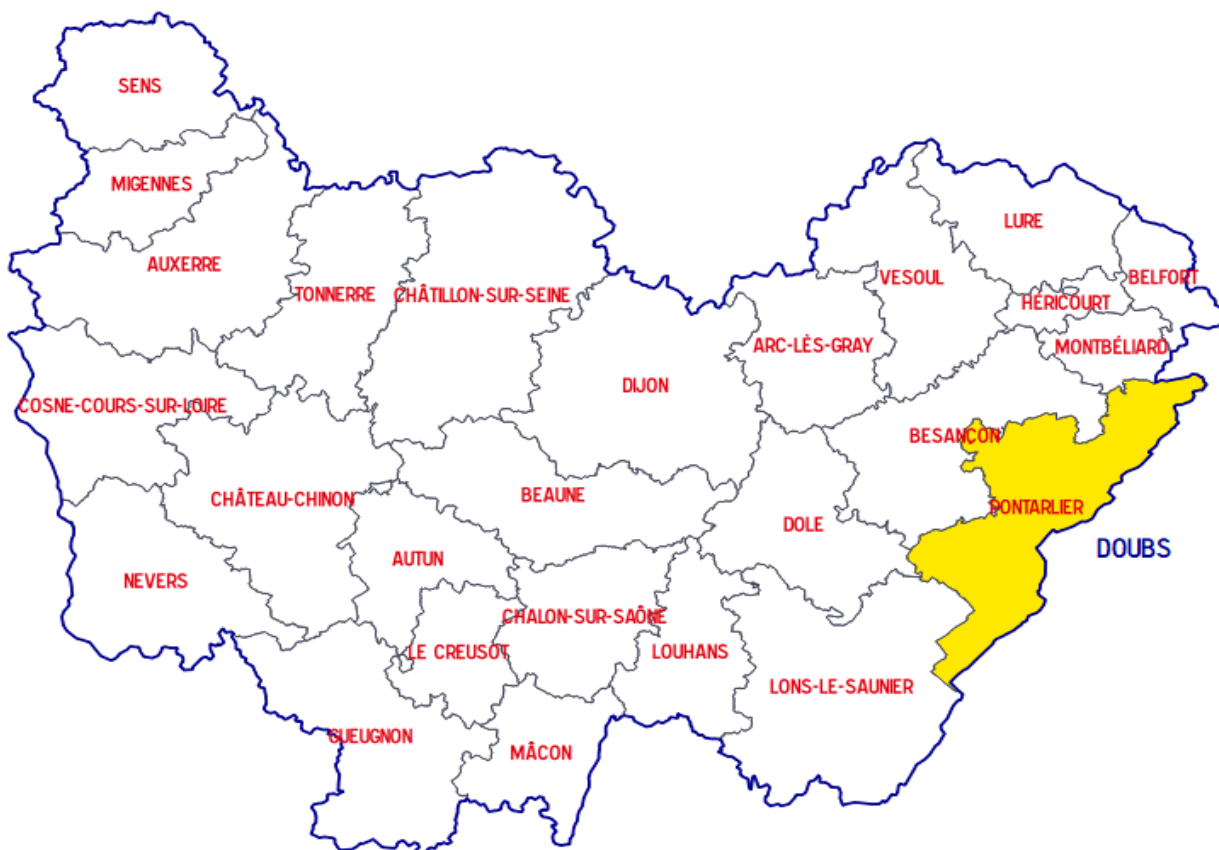 SENS
MIGENNES
AUXERRE
TONNERRE
CHÂTILLON-SUR-SEINE
LURE
VESOUL
BELFORT
HÉRICOURT
ARC-LÈS-GRAY
MONTBÉLIARD
DIJON
COSNE-COURS-SUR-LOIRE
BESANÇON
CHÂTEAU-CHINON
BEAUNE
PONTARLIER
DOLE
DOUBS
AUTUN
NEVERS
CHALON-SUR-SAÔNE
LE CREUSOT
LOUHANS
LONS-LE-SAUNIER
GUEUGNON
MÂCON